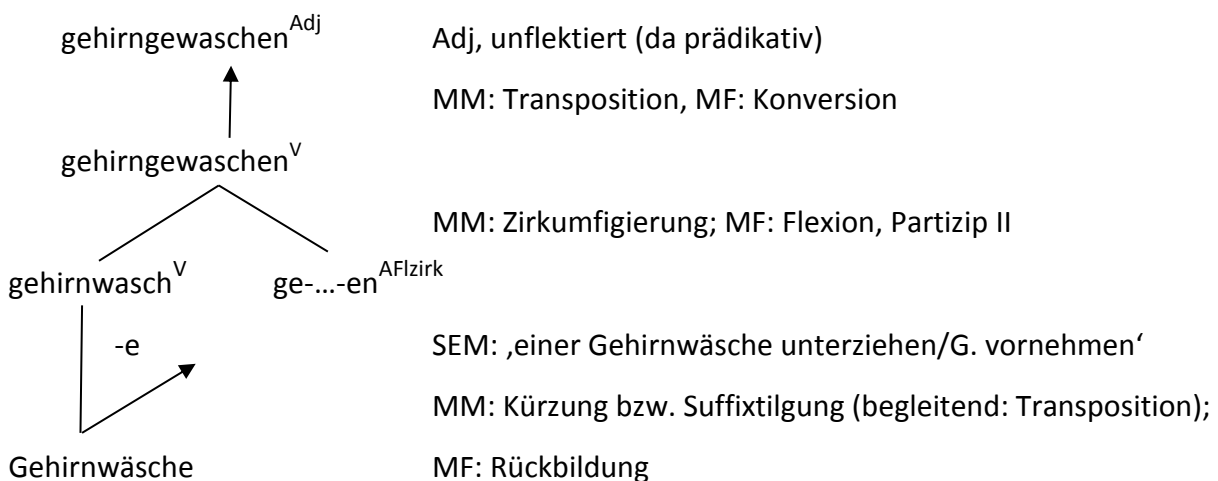 gehirngewaschen^Adj Adj, unflektiert (da prädikativ)
MM: Transposition, MF: Konversion
gehirngewaschen^V
MM: Zirkumfigierung; MF: Flexion, Partizip II
gehirnwasch^V ge-...-en^AFlzirk
-e SEM: ‚einer Gehirnwäsche unterziehen/G. vornehmen‘
MM: Kürzung bzw. Suffixtilgung (begleitend: Transposition);
Gehirnwäsche MF: Rückbildung